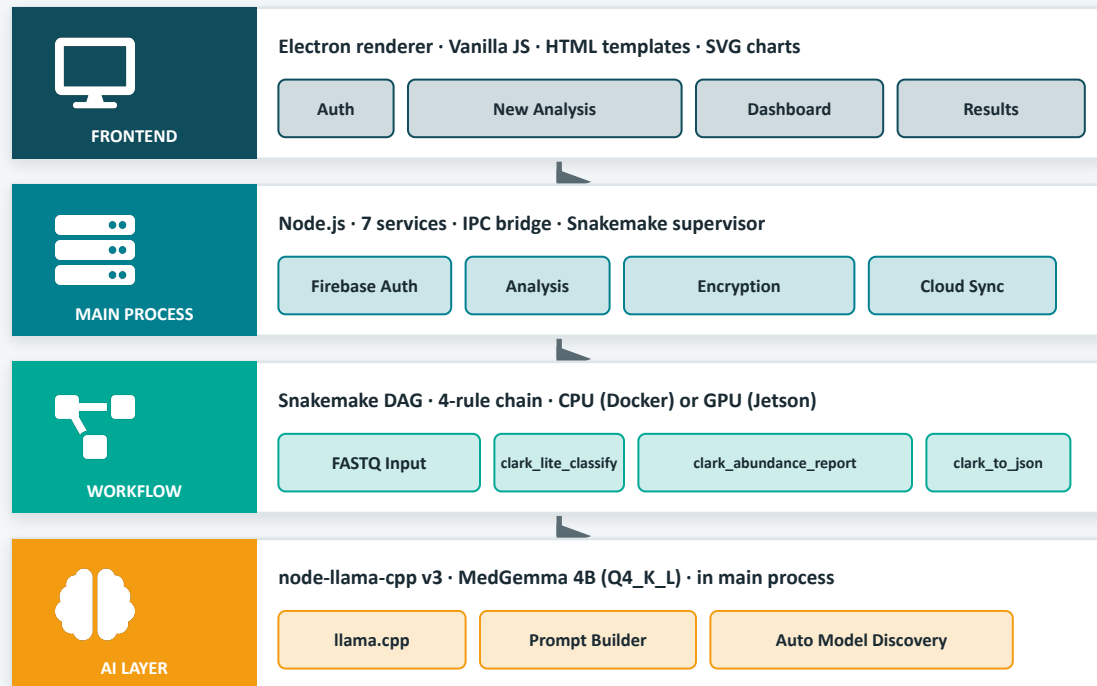 Electron renderer · Vanilla JS · HTML templates · SVG charts
FRONTEND
Auth
New Analysis
Dashboard
Results
Node.js · 7 services · IPC bridge · Snakemake supervisor
MAIN PROCESS
Firebase Auth
Analysis
Encryption
Cloud Sync
Snakemake DAG · 4-rule chain · CPU (Docker) or GPU (Jetson)
WORKFLOW
FASTQ Input
clark_lite_classify
clark_abundance_report
clark_to_json
node-llama-cpp v3 · MedGemma 4B (Q4_K_L) · in main process
AI LAYER
llama.cpp
Prompt Builder
Auto Model Discovery